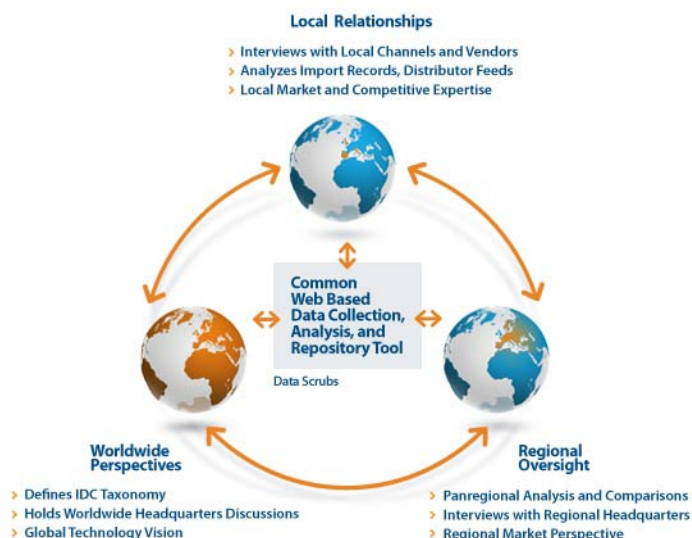 Local Relationships
> Interviews with Local Channels and Vendors
> Analyzes Import Records, Distributor Feeds
> Local Market and Competitive Expertise
Common
Web Based
Data Collection,
Analysis, and
Repository Tool
Data Scrubs
Worldwide
Perspectives
> Defines IDC Taxonomy
> Holds Worldwide Headquarters Discussions
> Global Technology Vision
Regional
Oversight
> Panregional Analysis and Comparisons
> Interviews with Regional Headquarters
> Regional Market Perspective